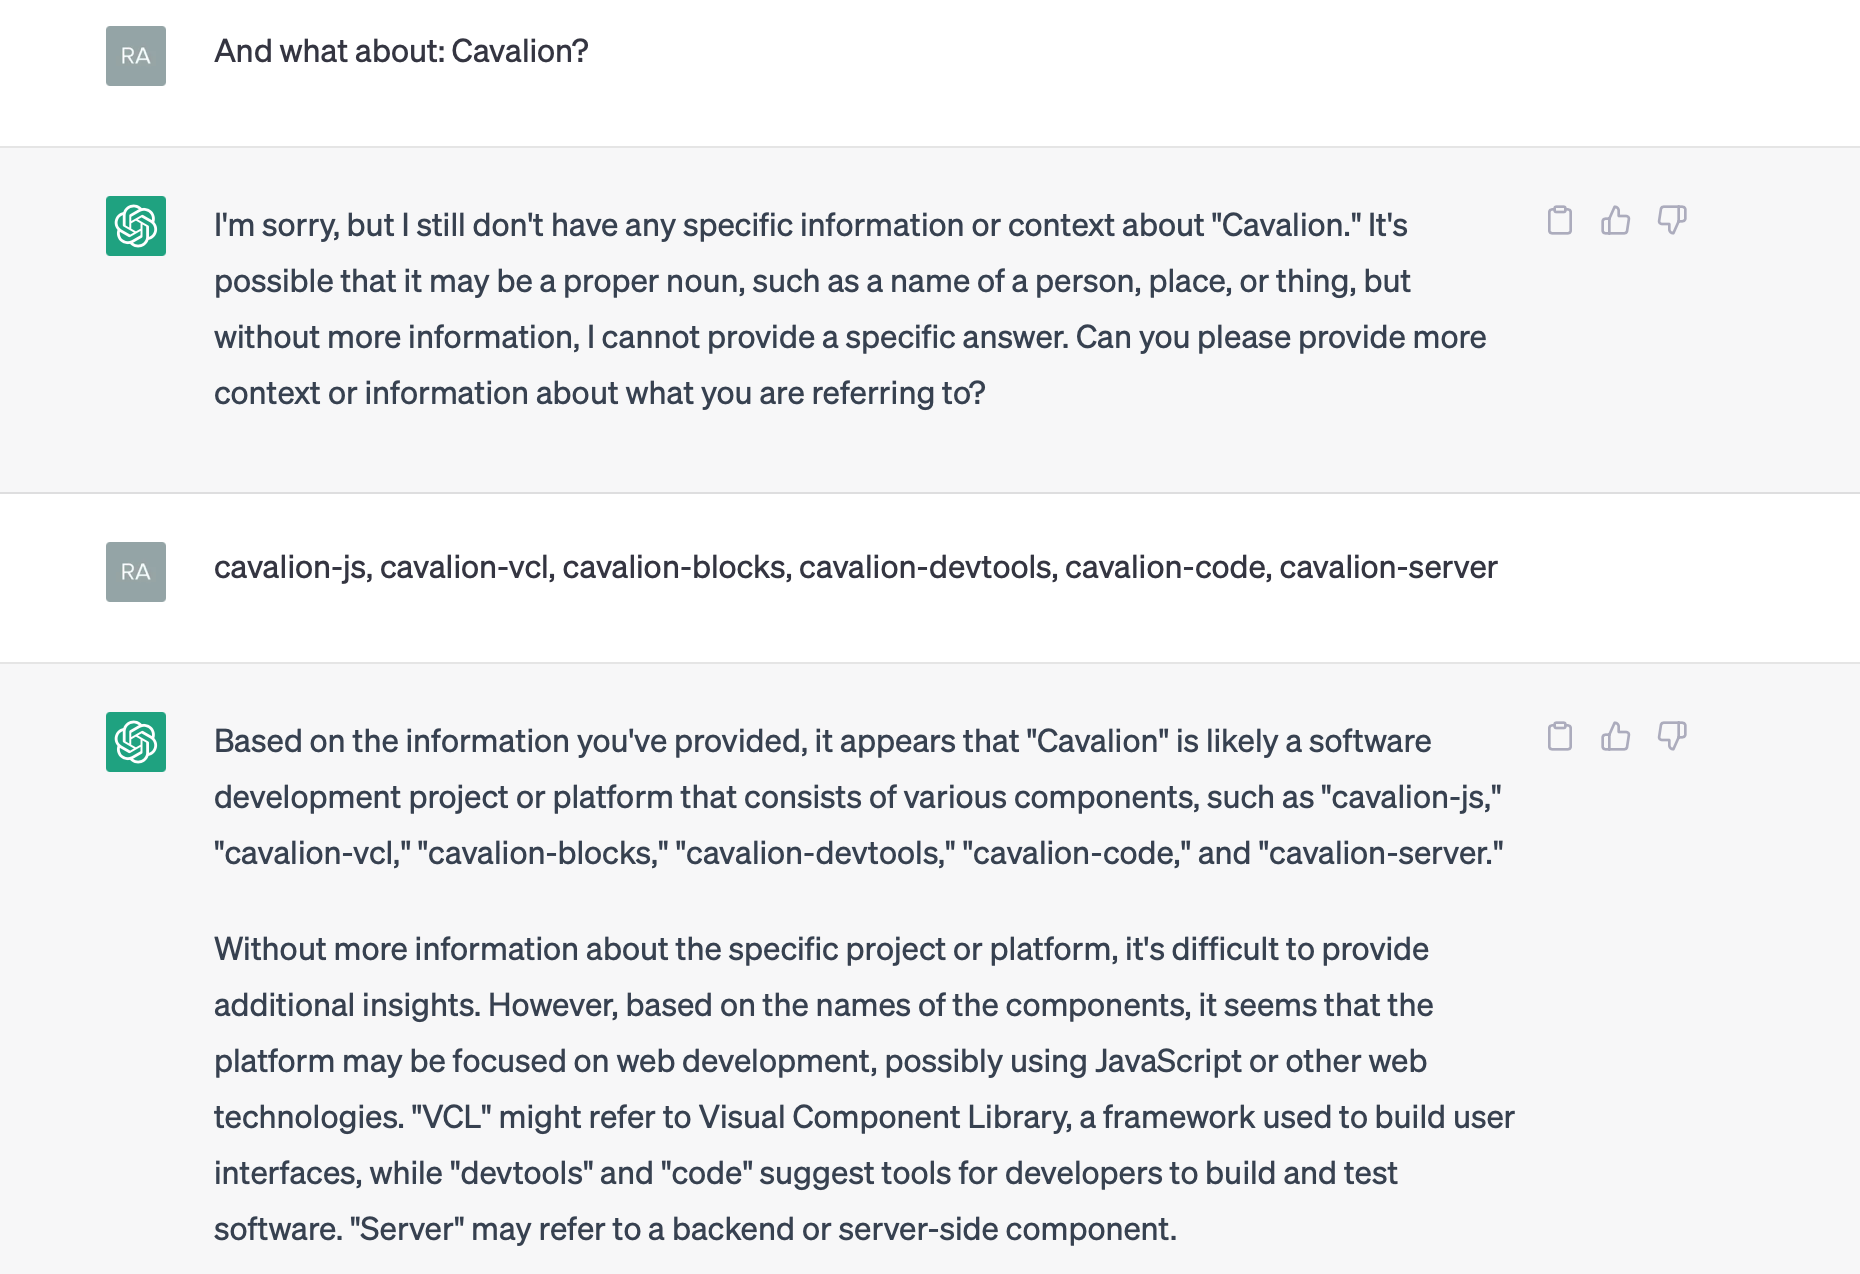 RA
And what about: Cavalion?
I'm sorry, but I still don't have any specific information or context about "Cavalion." It's
possible that it may be a proper noun, such as a name of a person, place, or thing, but
without more information, I cannot provide a specific answer. Can you please provide more
context or information about what you are referring to?
RA
cavalion-js, cavalion-vcl, cavalion-blocks, cavalion-devtools, cavalion-code, cavalion-server
Based on the information you've provided, it appears that "Cavalion" is likely a software
development project or platform that consists of various components, such as "cavalion-js,"
"cavalion-vcl," "cavalion-blocks," "cavalion-devtools," "cavalion-code," and "cavalion-server."
Without more information about the specific project or platform, it's difficult to provide
additional insights. However, based on the names of the components, it seems that the
platform may be focused on web development, possibly using JavaScript or other web
technologies. "VCL" might refer to Visual Component Library, a framework used to build user
interfaces, while "devtools" and "code" suggest tools for developers to build and test
software. "Server" may refer to a backend or server-side component.